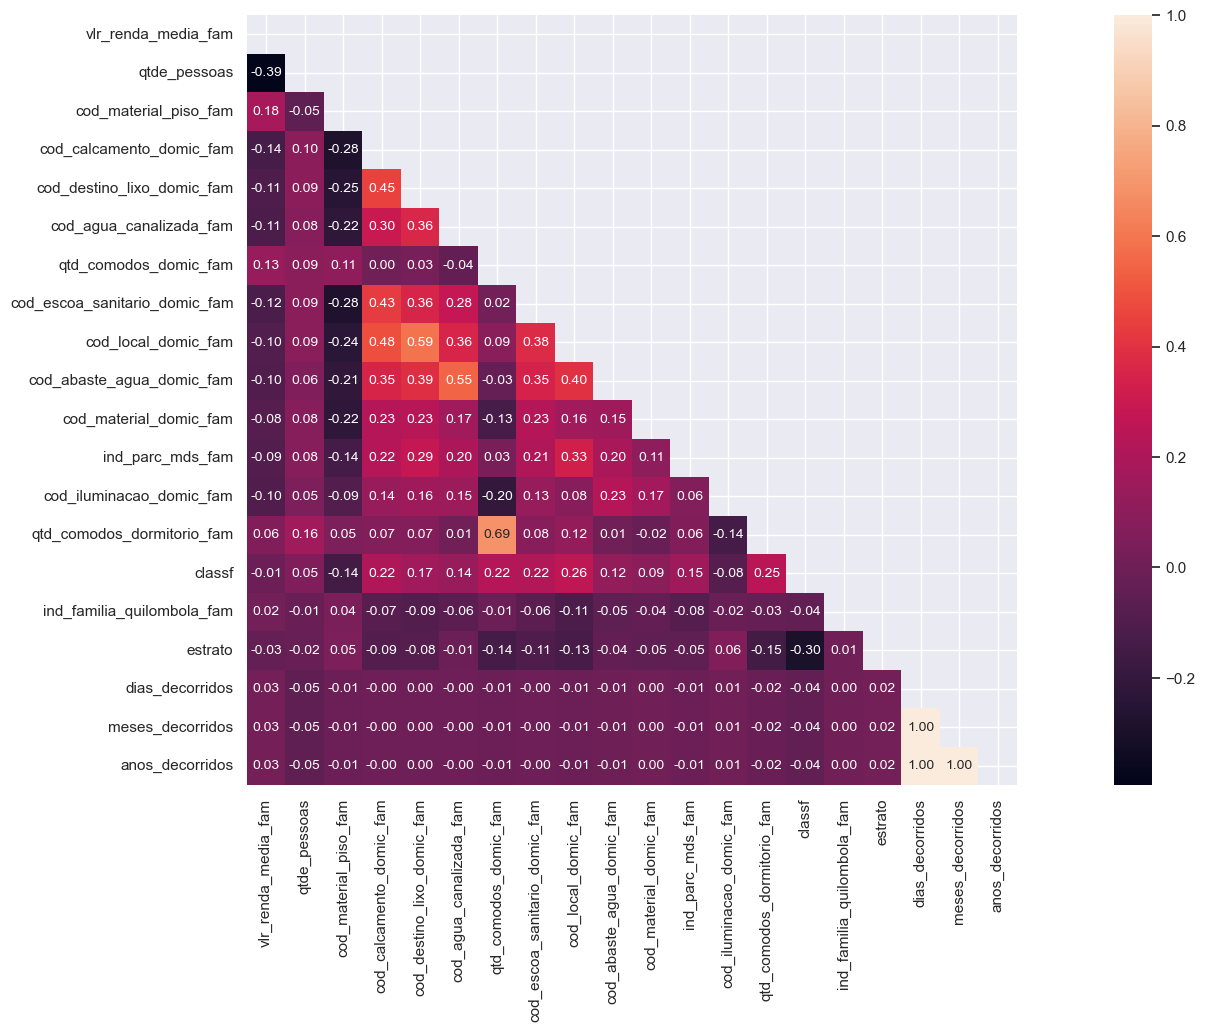 vlr_renda_media_fam
qtde_pessoas -0.39
cod_material_piso_fam 0.18 -0.05
cod_calcamento_domic_fam -0.14 0.10 -0.28
cod_destino_lixo_domic_fam -0.11 0.09 -0.25 0.45
cod_agua_canalizada_fam -0.11 0.08 -0.22 0.30 0.36
qtd_comodos_domic_fam 0.13 0.09 0.11 0.00 0.03 -0.04
cod_escoa_sanitario_domic_fam -0.12 0.09 -0.28 0.43 0.36 0.28 0.02
cod_local_domic_fam -0.10 0.09 -0.24 0.48 0.59 0.36 0.09 0.38
cod_abaste_agua_domic_fam -0.10 0.06 -0.21 0.35 0.39 0.55 -0.03 0.35 0.40
cod_material_domic_fam -0.08 0.08 -0.22 0.23 0.23 0.17 -0.13 0.23 0.16 0.15
ind_parc_mds_fam -0.09 0.08 -0.14 0.22 0.29 0.20 0.03 0.21 0.33 0.20 0.11
cod_iluminacao_domic_fam -0.10 0.05 -0.09 0.14 0.16 0.15 -0.20 0.13 0.08 0.23 0.17 0.06
qtd_comodos_dormitorio_fam 0.06 0.16 0.05 0.07 0.07 0.01 0.69 0.08 0.12 0.01 -0.02 0.06 -0.14
classf -0.01 0.05 -0.14 0.22 0.17 0.14 0.22 0.22 0.26 0.12 0.09 0.15 -0.08 0.25
ind_familia_quilombola_fam 0.02 -0.01 0.04 -0.07 -0.09 -0.06 -0.01 -0.06 -0.11 -0.05 -0.04 -0.08 -0.02 -0.03 -0.04
estrato -0.03 -0.02 0.05 -0.09 -0.08 -0.01 -0.14 -0.11 -0.13 -0.04 -0.05 -0.05 0.06 -0.15 -0.30 0.01
dias_decorridos 0.03 -0.05 -0.01 -0.00 0.00 -0.00 -0.01 -0.00 -0.01 -0.01 0.00 -0.01 0.01 -0.02 -0.04 0.00 0.02
meses_decorridos 0.03 -0.05 -0.01 -0.00 0.00 -0.00 -0.01 -0.00 -0.01 -0.01 0.00 -0.01 0.01 -0.02 -0.04 0.00 0.02 1.00
anos_decorridos 0.03 -0.05 -0.01 -0.00 0.00 -0.00 -0.01 -0.00 -0.01 -0.01 0.00 -0.01 0.01 -0.02 -0.04 0.00 0.02 1.00 1.00
vlr_renda_media_fam
qtde_pessoas
cod_material_piso_fam
cod_calcamento_domic_fam
cod_destino_lixo_domic_fam
cod_agua_canalizada_fam
qtd_comodos_domic_fam
cod_escoa_sanitario_domic_fam
cod_local_domic_fam
cod_abaste_agua_domic_fam
cod_material_domic_fam
ind_parc_mds_fam
cod_iluminacao_domic_fam
qtd_comodos_dormitorio_fam
classf
ind_familia_quilombola_fam
estrato
dias_decorridos
meses_decorridos
anos_decorridos
1.0
0.8
0.6
0.4
0.2
0.0
−0.2